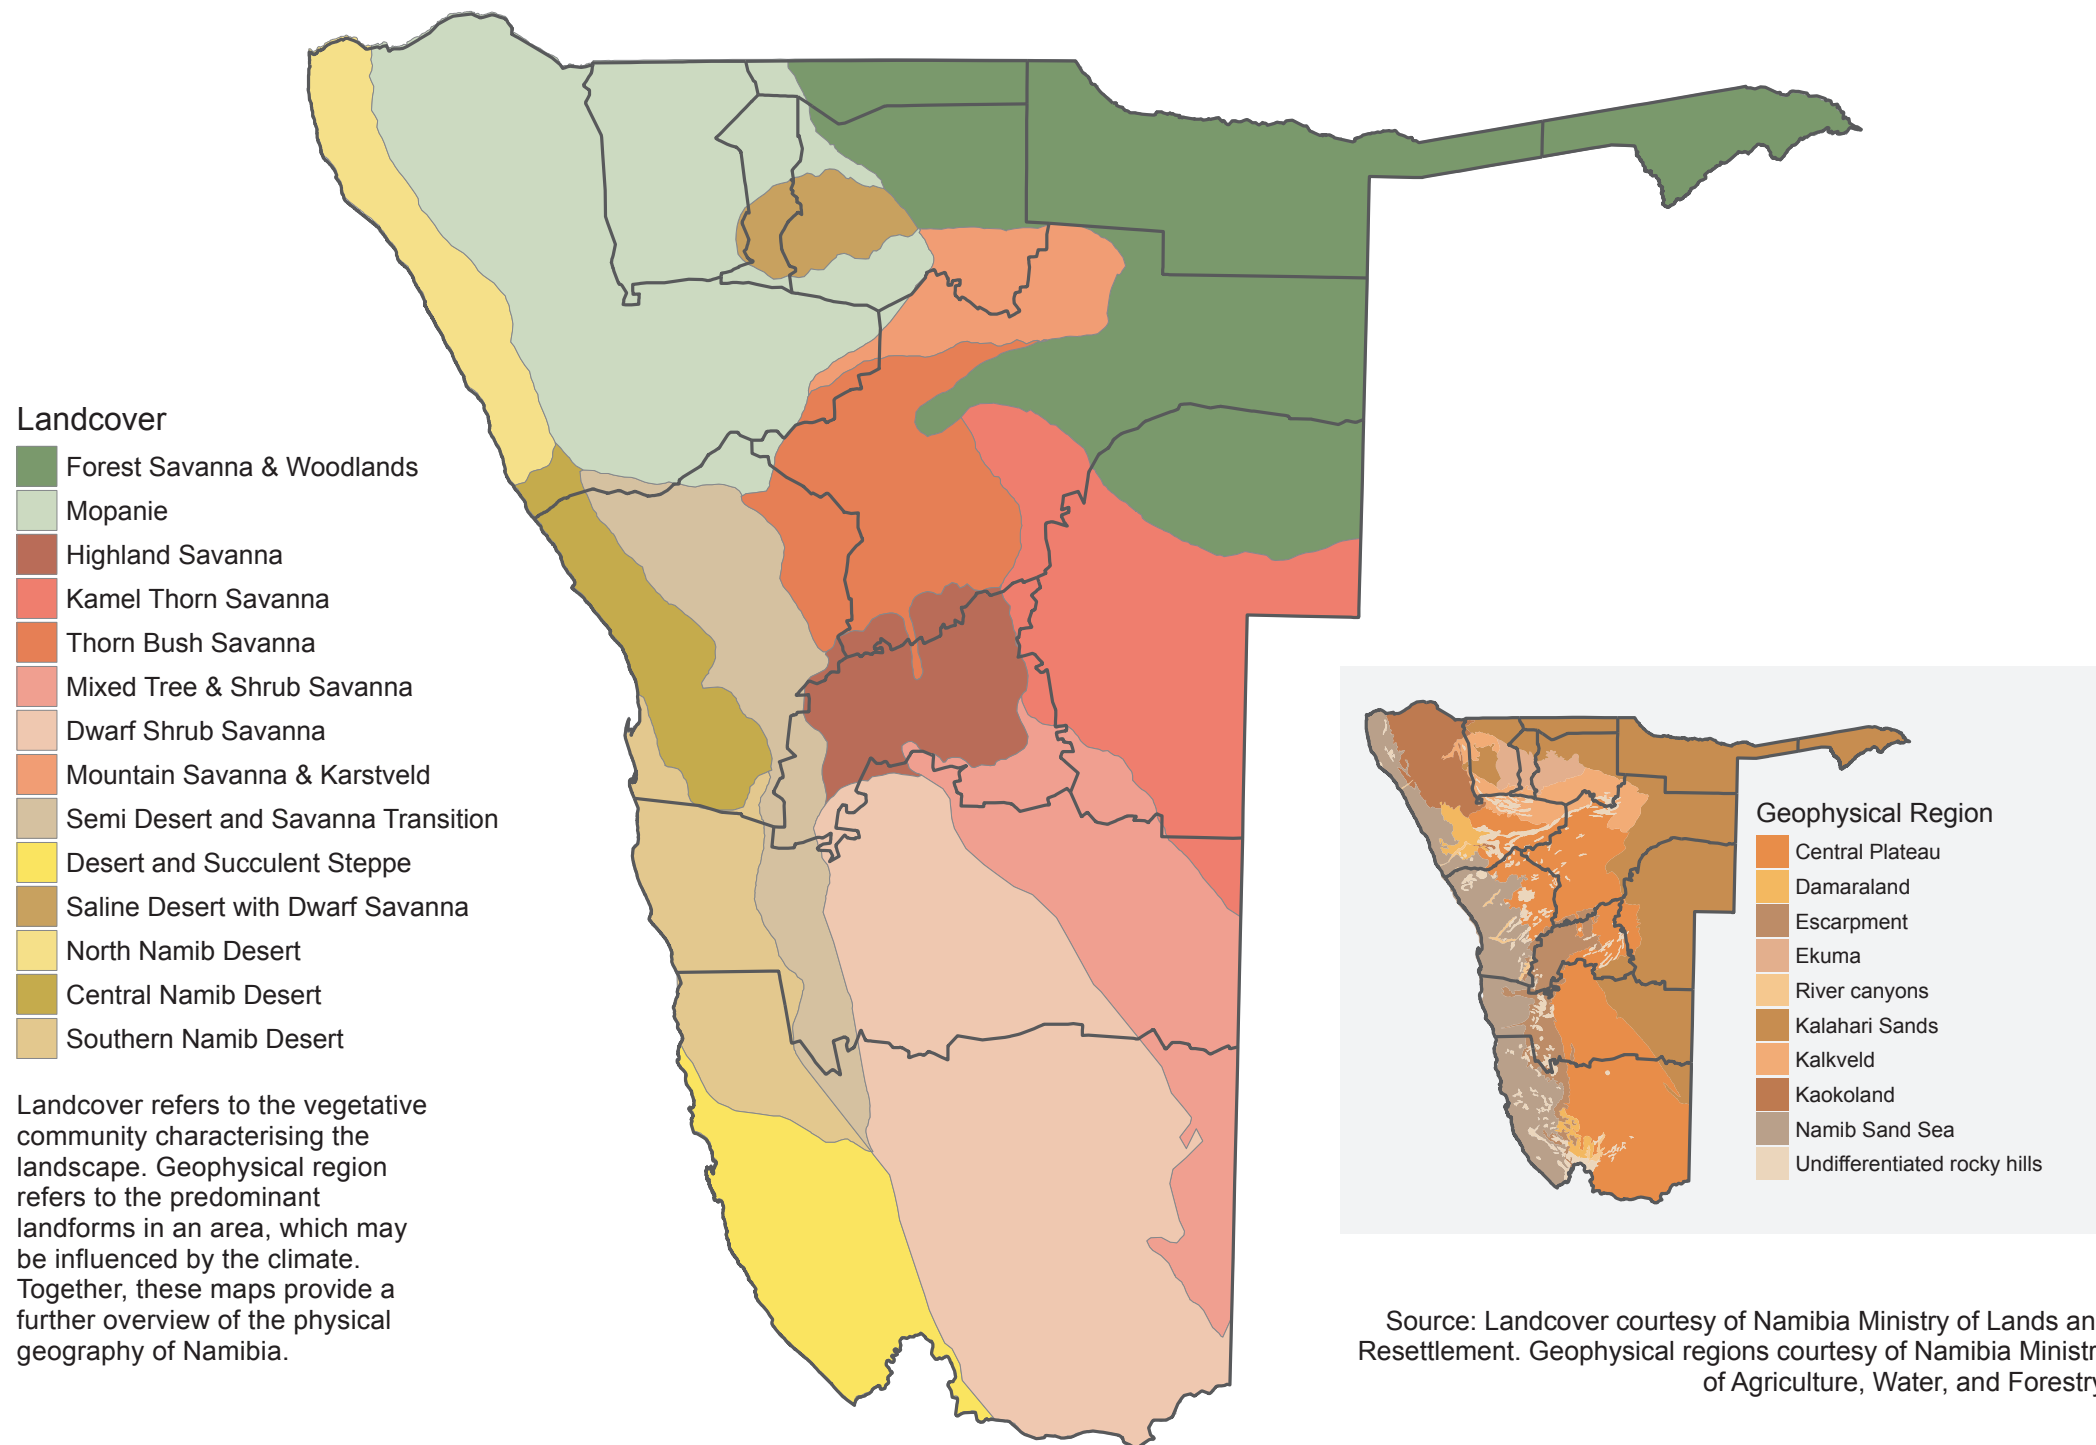 Landcover
Forest Savanna & Woodlands
Mopanie
Highland Savanna
Kamel Thorn Savanna
Thorn Bush Savanna
Mixed Tree & Shrub Savanna
Dwarf Shrub Savanna
Mountain Savanna & Karstveld
Semi Desert and Savanna Transition
Desert and Succulent Steppe
Saline Desert with Dwarf Savanna
North Namib Desert
Central Namib Desert
Southern Namib Desert
Landcover refers to the vegetative
community characterising the
landscape. Geophysical region
refers to the predominant
landforms in an area, which may
be influenced by the climate.
Together, these maps provide a
further overview of the physical
geography of Namibia.
Geophysical Region
Central Plateau
Damaraland
Escarpment
Ekuma
River canyons
Kalahari Sands
Kalkveld
Kaokoland
Namib Sand Sea
Undifferentiated rocky hills
Source: Landcover courtesy of Namibia Ministry of Lands an
Resettlement. Geophysical regions courtesy of Namibia Ministr
of Agriculture, Water, and Forestry